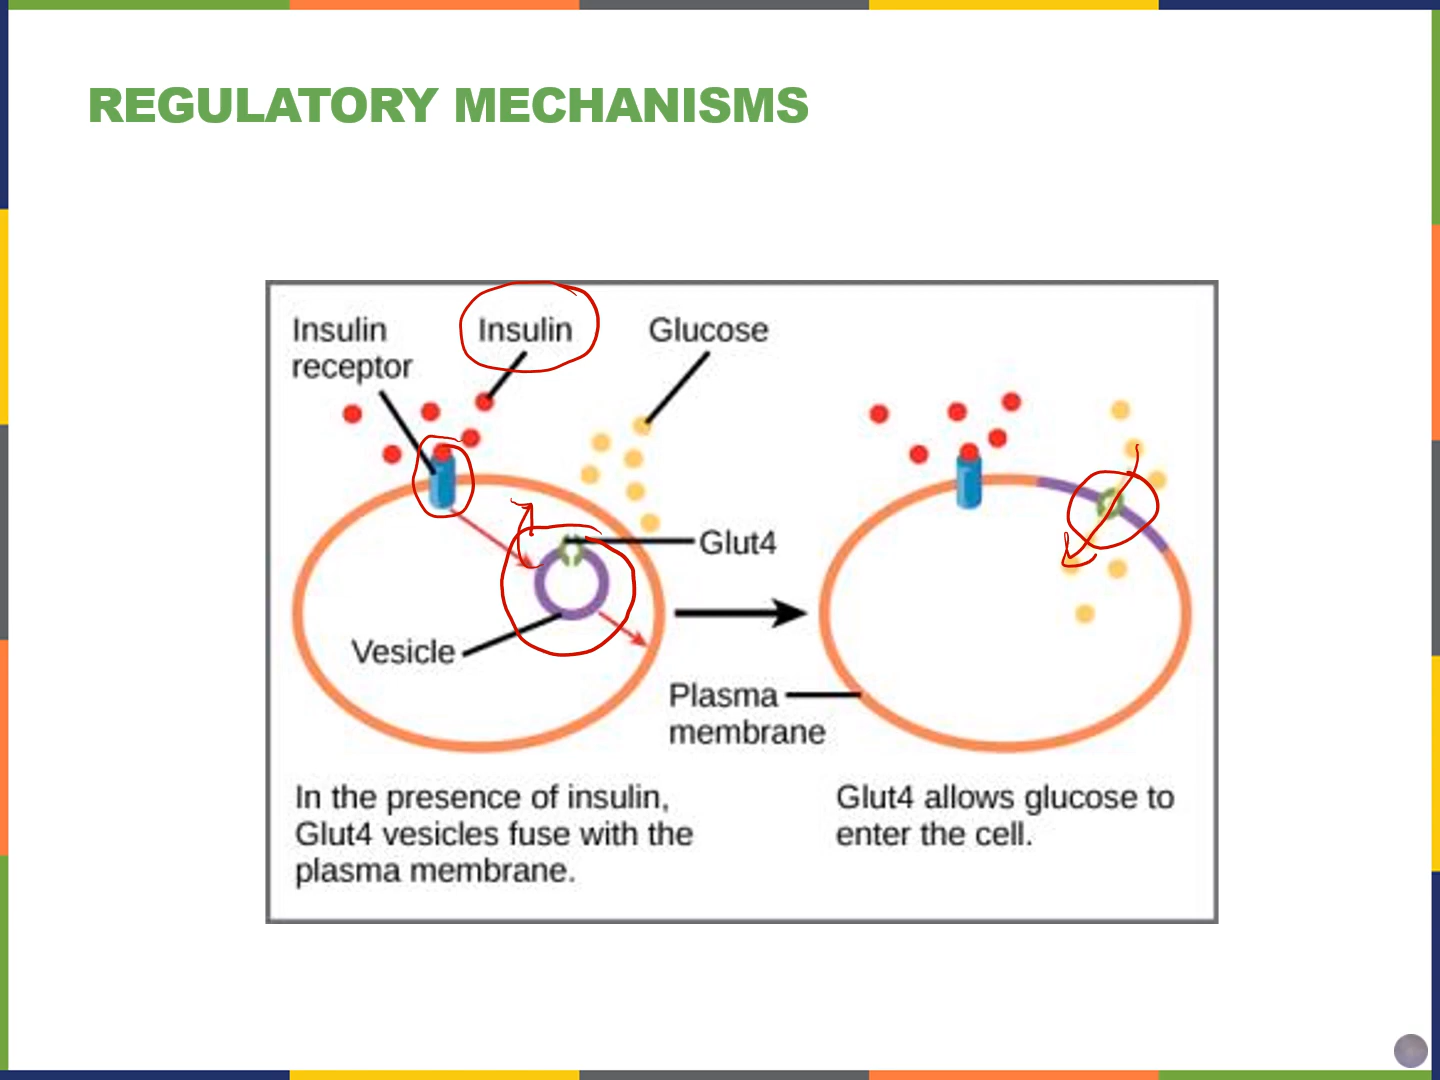 REGULATORY MECHANISMS
Insulin
receptor
Insulin
Glucose
Glut4
Vesicle
Plasma
membrane
In the presence of insulin,
Glut4 vesicles fuse with the
plasma membrane.
Glut4 allows glucose to
enter the cell.